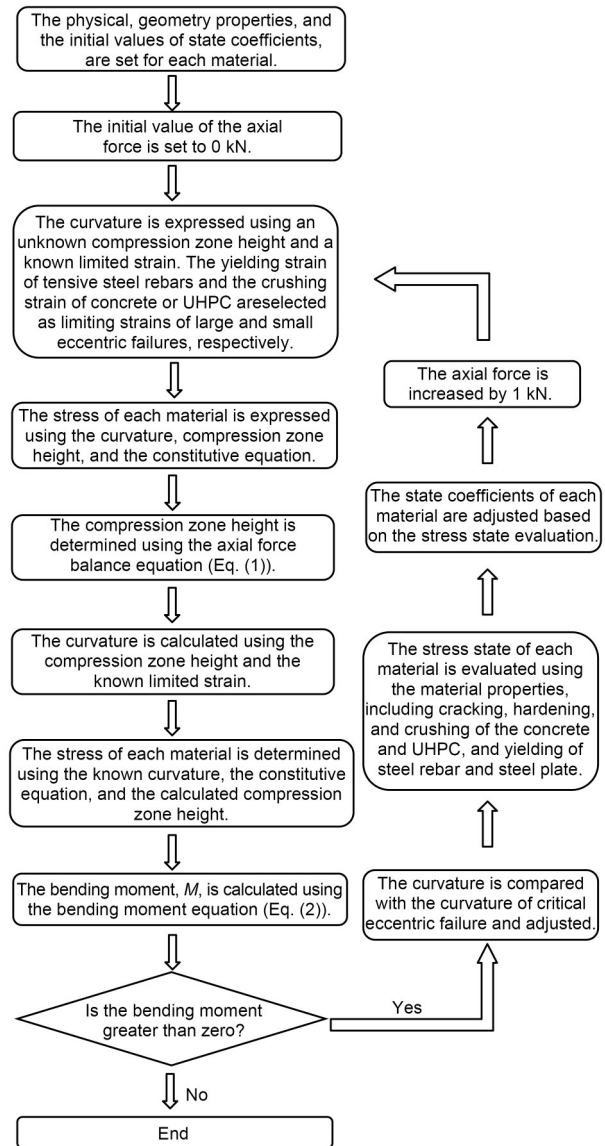 The physical, geometry properties, and
the initial values of state coefficients,
are set for each material.
The initial value of the axial
force is set to 0 kN.
The curvature is expressed using an
unknown compression zone height and a
known limited strain. The yielding strain
of tensive steel rebars and the crushing
strain of concrete or UHPC areselected
as limiting strains of large and small
eccentric failures, respectively.
The stress of each material is expressed
using the curvature, compression zone
height, and the constitutive equation.
The compression zone height is
determined using the axial force
balance equation (Eq. (1)).
The curvature is calculated using the
compression zone height and the
known limited strain.
The stress of each material is determined
using the known curvature, the constitutive
equation, and the calculated compression
zone height.
The bending moment, M, is calculated using
the bending moment equation (Eq. (2)).
Is the bending moment
greater than zero?
Yes
No
End
The curvature is compared
with the curvature of critical
eccentric failure and adjusted.
The stress state of each
material is evaluated using
the material properties,
including cracking, hardening,
and crushing of the concrete
and UHPC, and yielding of
steel rebar and steel plate.
The state coefficients of each
material are adjusted based
on the stress state evaluation.
The axial force is
increased by 1 kN.